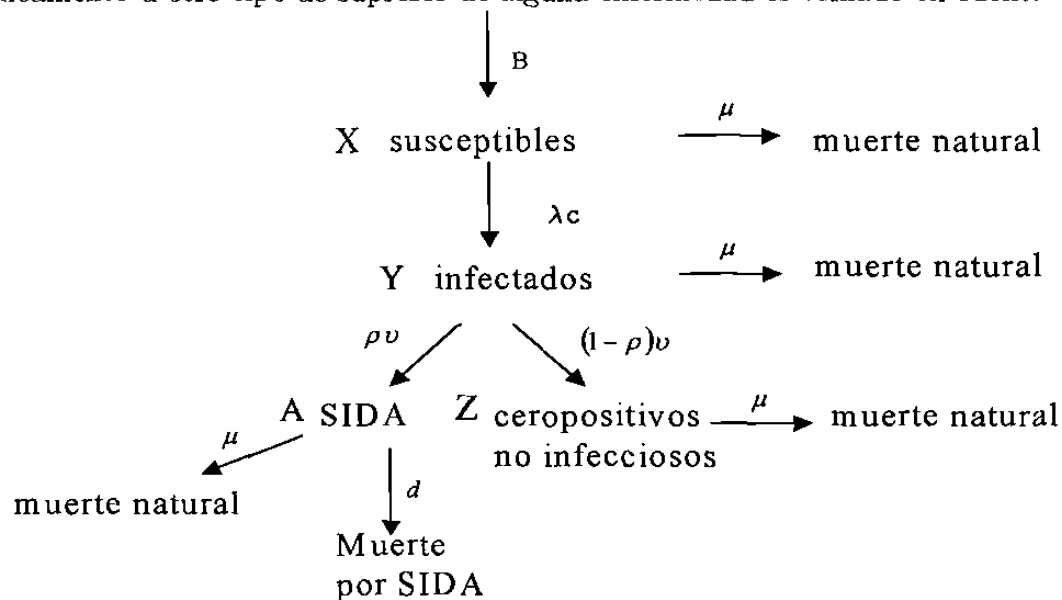 B
μ
X susceptibles muerte natural
λc
μ
Y infectados muerte natural
ρυ (1 − ρ)υ
A SIDA Z ceropositivos μ muerte natural
no infecciosos
μ
muerte natural d
Muerte
por SIDA